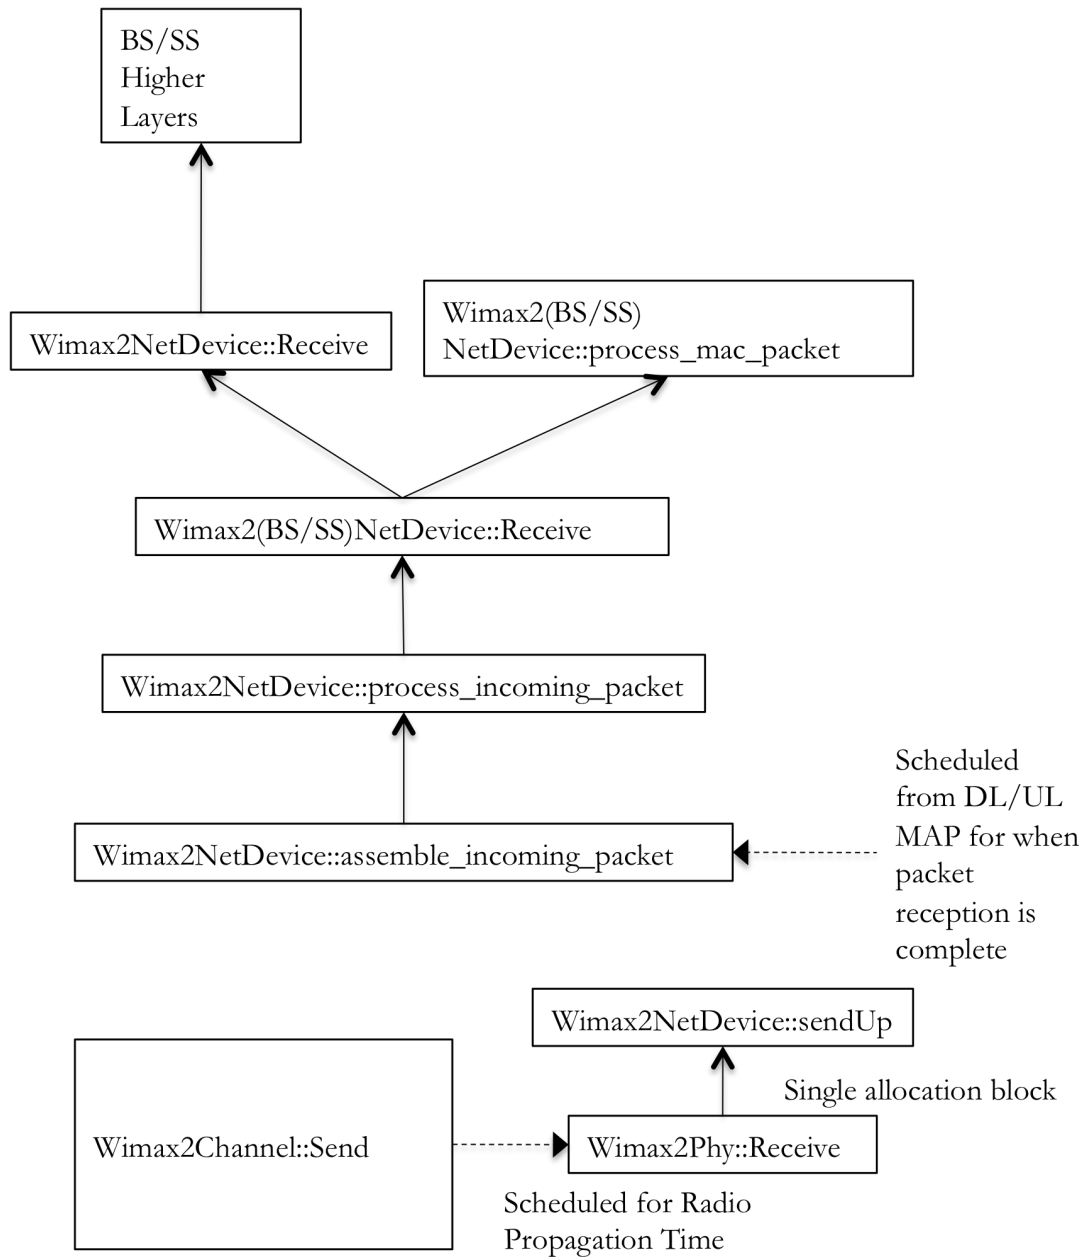 BS/SS
Higher
Layers
Wimax2(BS/SS)
NetDevice::process_mac_packet
Wimax2NetDevice::Receive
Wimax2(BS/SS)NetDevice::Receive
Wimax2NetDevice::process_incoming_packet
Scheduled
from DL/UL
MAP for when
packet
reception is
complete
Wimax2NetDevice::assemble_incoming_packet
Wimax2NetDevice::sendUp
Single allocation block
Wimax2Channel::Send
Wimax2Phy::Receive
Scheduled for Radio
Propagation Time